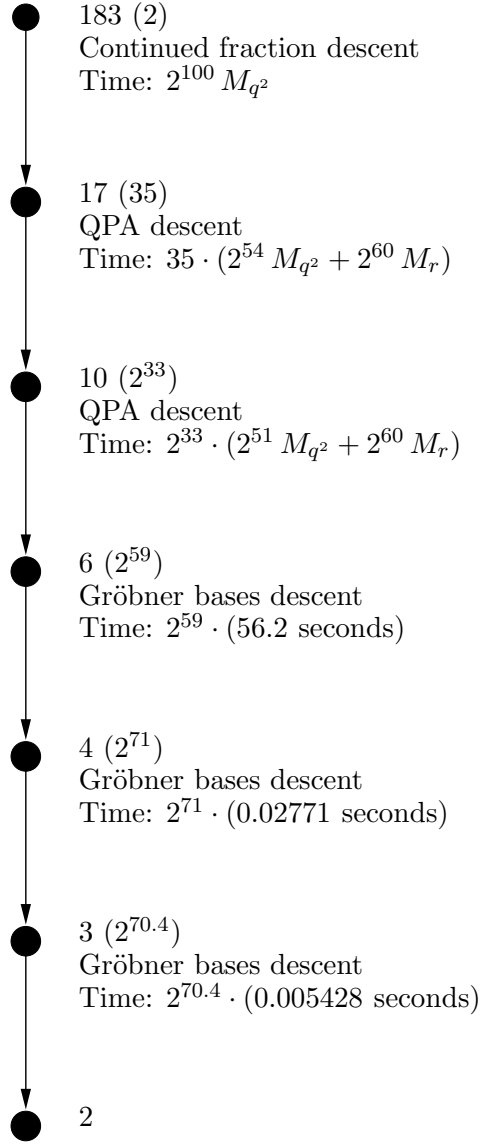 183 (2)
Continued fraction descent
Time: 2^100 M_{q^2}
17 (35)
QPA descent
Time: 35 · (2^54 M_{q^2} + 2^60 M_r)
10 (2^33)
QPA descent
Time: 2^33 · (2^51 M_{q^2} + 2^60 M_r)
6 (2^59)
Gröbner bases descent
Time: 2^59 · (56.2 seconds)
4 (2^71)
Gröbner bases descent
Time: 2^71 · (0.02771 seconds)
3 (2^70.4)
Gröbner bases descent
Time: 2^70.4 · (0.005428 seconds)
2